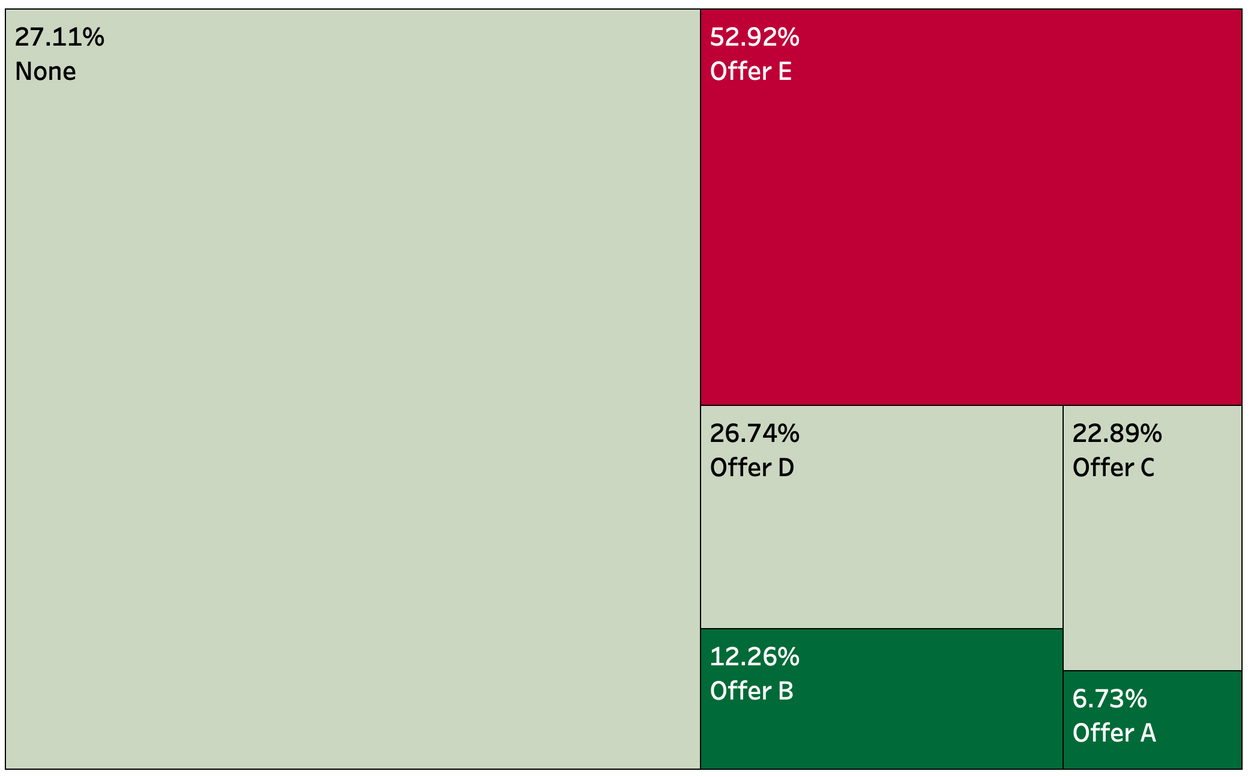 27.11%
None
52.92%
Offer E
26.74%
Offer D
22.89%
Offer C
12.26%
Offer B
6.73%
Offer A